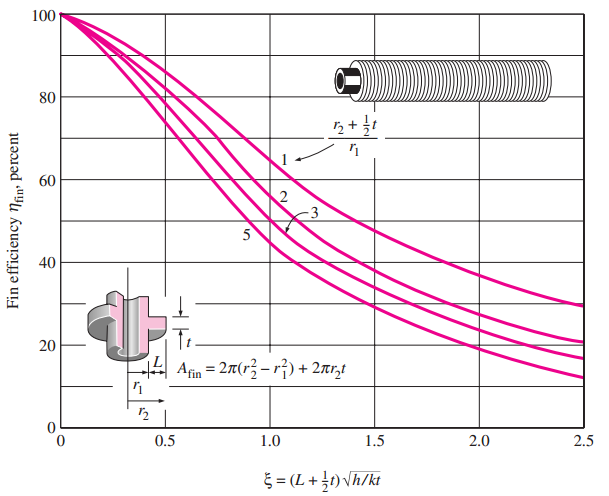 Fin efficiency η_fin, percent
100
80
60
40
20
0
0
0.5
1.0
1.5
2.0
2.5
ξ = (L + ½t) √h/kt
r₂ + ½t
r₁
1
2
3
5
L
t
r₁
r₂
A_fin = 2π(r₂² – r₁²) + 2πr₂t